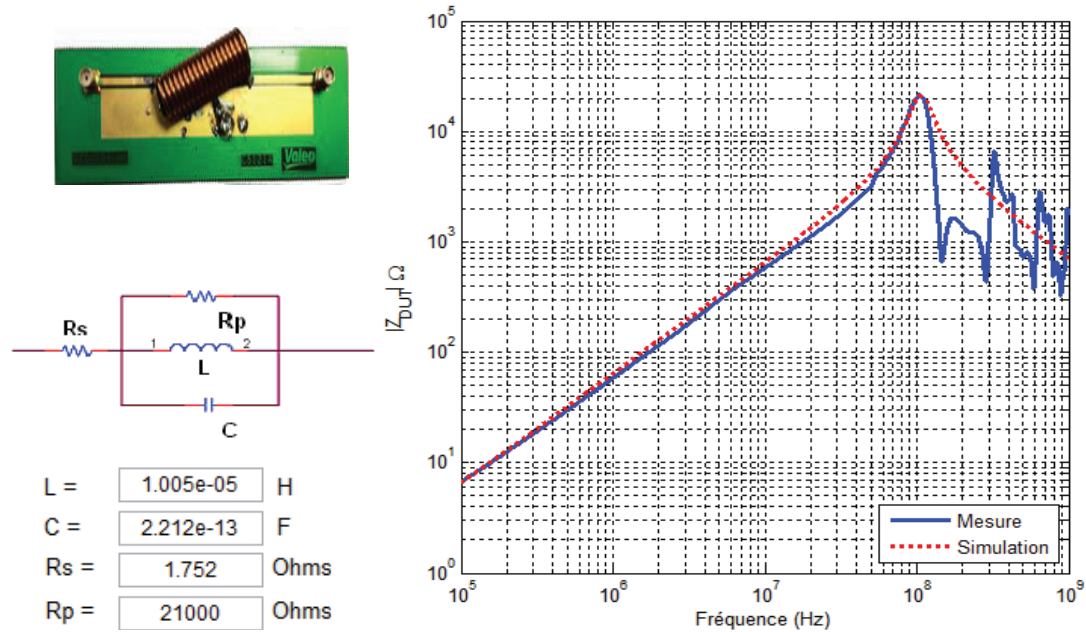 Valeo
Rs
Rp
1
2
L
C
L =
1.005e-05
H
C =
2.212e-13
F
Rs =
1.752
Ohms
Rp =
21000
Ohms
|Z_DUT| Ω
10^5
10^4
10^3
10^2
10^1
10^0
10^5
10^6
10^7
10^8
10^9
Fréquence (Hz)
Mesure
Simulation